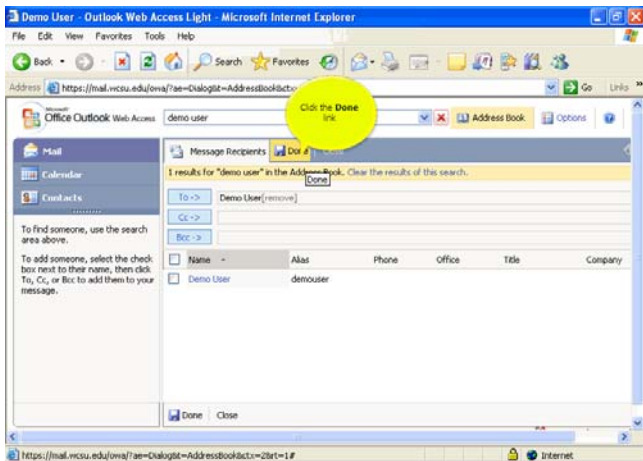 Demo User - Outlook Web Access Light - Microsoft Internet Explorer
File Edit View Favorites Tools Help
Back Search Favorites
Address https://mail.wcsu.edu/owa/?ae=Dialog&t=AddressBook&ctx= Go Links »
Click the Done
link
Microsoft
Office Outlook Web Access demo user Address Book Options
Mail Message Recipients Done
Calendar 1 results for "demo user" in the Address Book. Clear the results of this search.
Done
Contacts To -> Demo User[remove]
Cc ->
Bcc ->
To find someone, use the search
area above.
To add someone, select the check
box next to their name, then click
To, Cc, or Bcc to add them to your
message.
Name Alias Phone Office Title Company
Demo User demouser
Done Close
https://mail.wcsu.edu/owa/?ae=Dialog&t=AddressBook&ctx=2&rt=1# Internet